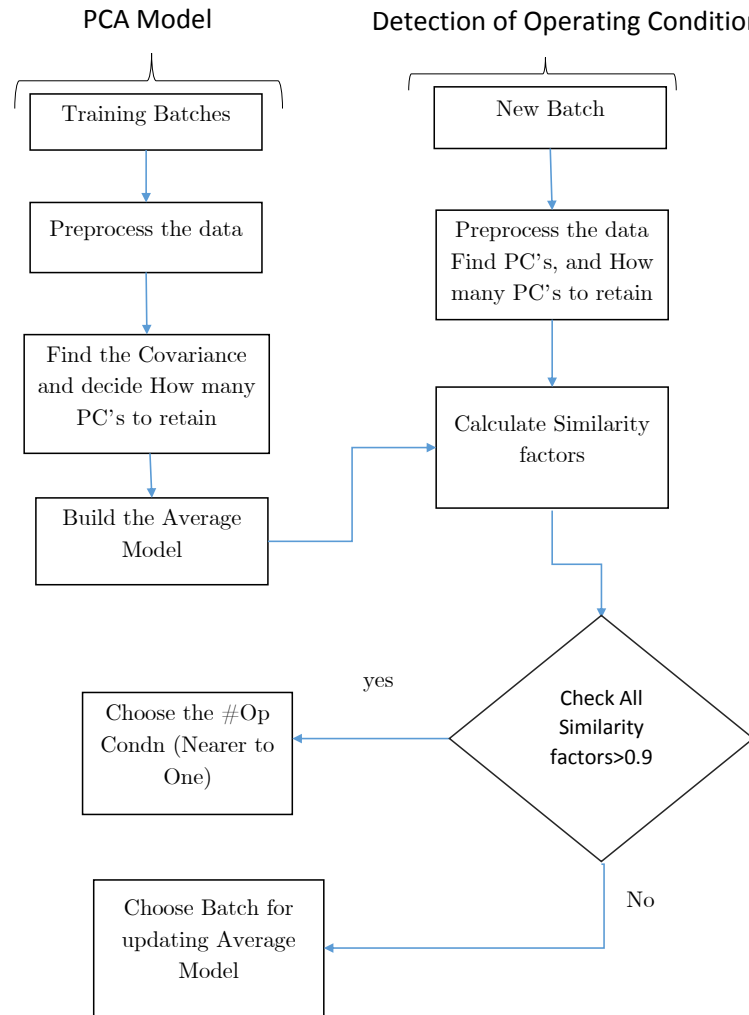 PCA Model
Detection of Operating Condition
Training Batches
Preprocess the data
Find the Covariance
and decide How many
PC's to retain
Build the Average
Model
New Batch
Preprocess the data
Find PC's, and How
many PC's to retain
Calculate Similarity
factors
Check All
Similarity
factors>0.9
yes
Choose the #Op
Condn (Nearer to
One)
No
Choose Batch for
updating Average
Model